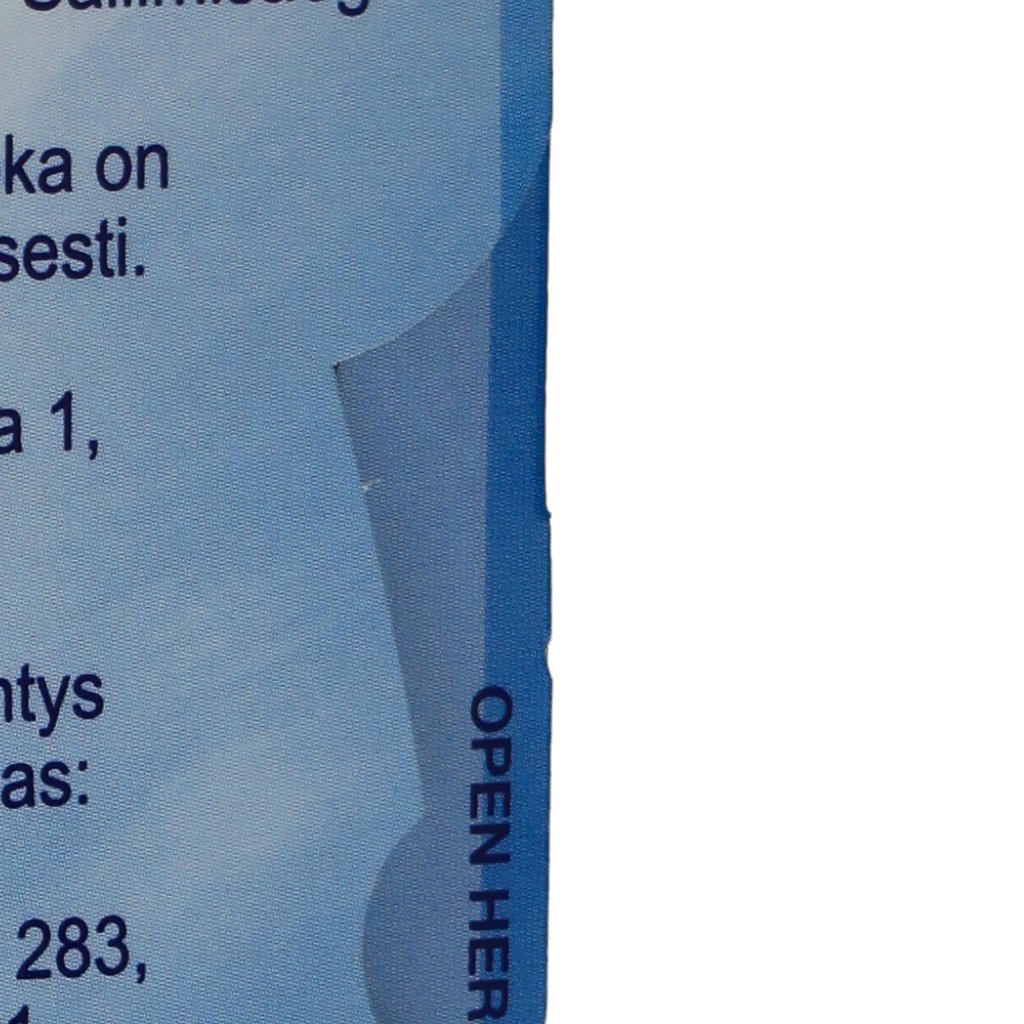 ka on
sesti.
a 1,
ntys
as:
283,
OPEN HER